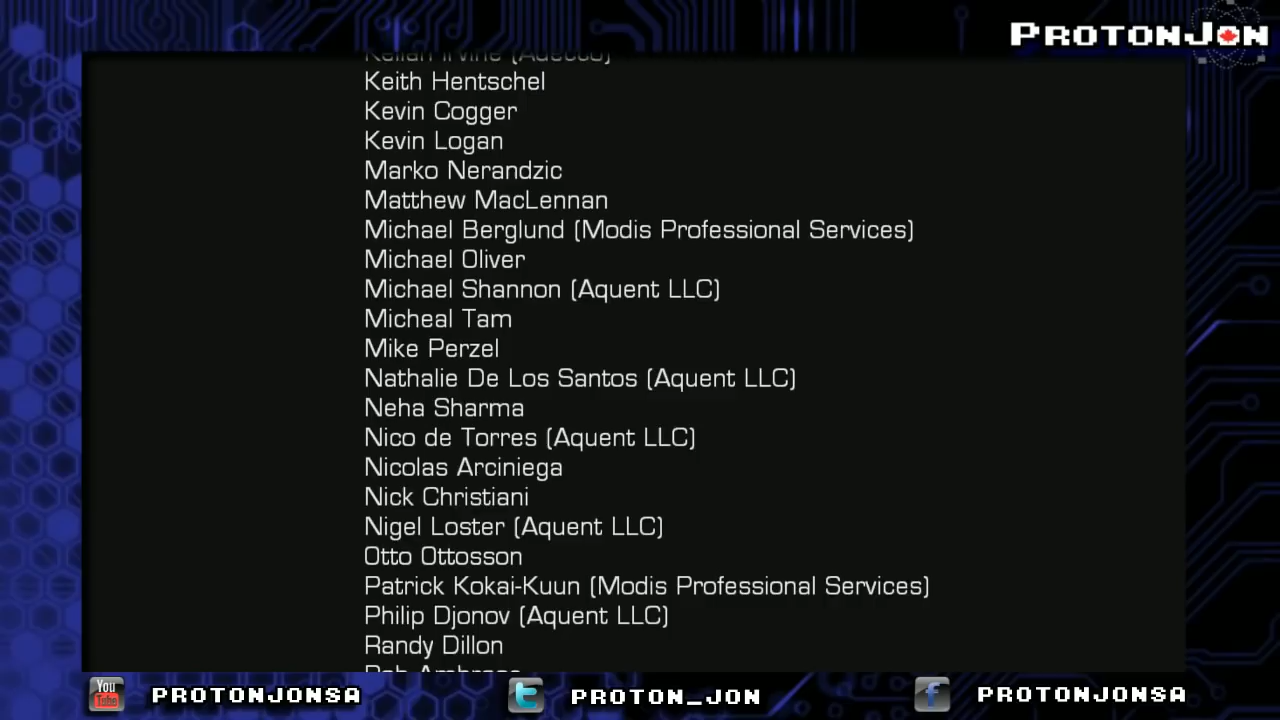 PROTONJON
Keith Hentschel
Kevin Cogger
Kevin Logan
Marko Nerandzic
Matthew MacLennan
Michael Berglund (Modis Professional Services)
Michael Oliver
Michael Shannon (Aquent LLC)
Micheal Tam
Mike Perzel
Nathalie De Los Santos (Aquent LLC)
Neha Sharma
Nico de Torres (Aquent LLC)
Nicolas Arciniega
Nick Christiani
Nigel Loster (Aquent LLC)
Otto Ottosson
Patrick Kokai-Kuun (Modis Professional Services)
Philip Djonov (Aquent LLC)
Randy Dillon
You Tube PROTONJONSA PROTON_JON PROTONJONSA